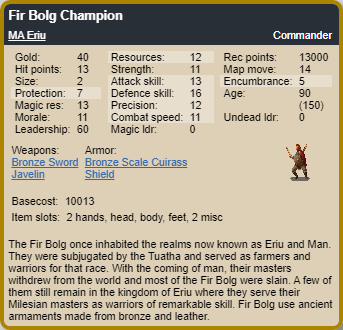 Fir Bolg Champion
MA Eriu Commander
Gold: 40 Resources: 12 Rec points: 13000
Hit points: 13 Strength: 11 Map move: 14
Size: 2 Attack skill: 13 Encumbrance: 5
Protection: 7 Defence skill: 16 Age: 90
Magic res: 13 Precision: 12 (150)
Morale: 11 Combat speed: 11 Undead ldr: 0
Leadership: 60 Magic ldr: 0
Weapons: Armor:
Bronze Sword Bronze Scale Cuirass
Javelin Shield
Basecost: 10013
Item slots: 2 hands, head, body, feet, 2 misc
The Fir Bolg once inhabited the realms now known as Eriu and Man.
They were subjugated by the Tuatha and served as farmers and
warriors for that race. With the coming of man, their masters
withdrew from the world and most of the Fir Bolg were slain. A few of
them still remain in the kingdom of Eriu where they serve their
Milesian masters as warriors of remarkable skill. Fir Bolg use ancient
armaments made from bronze and leather.